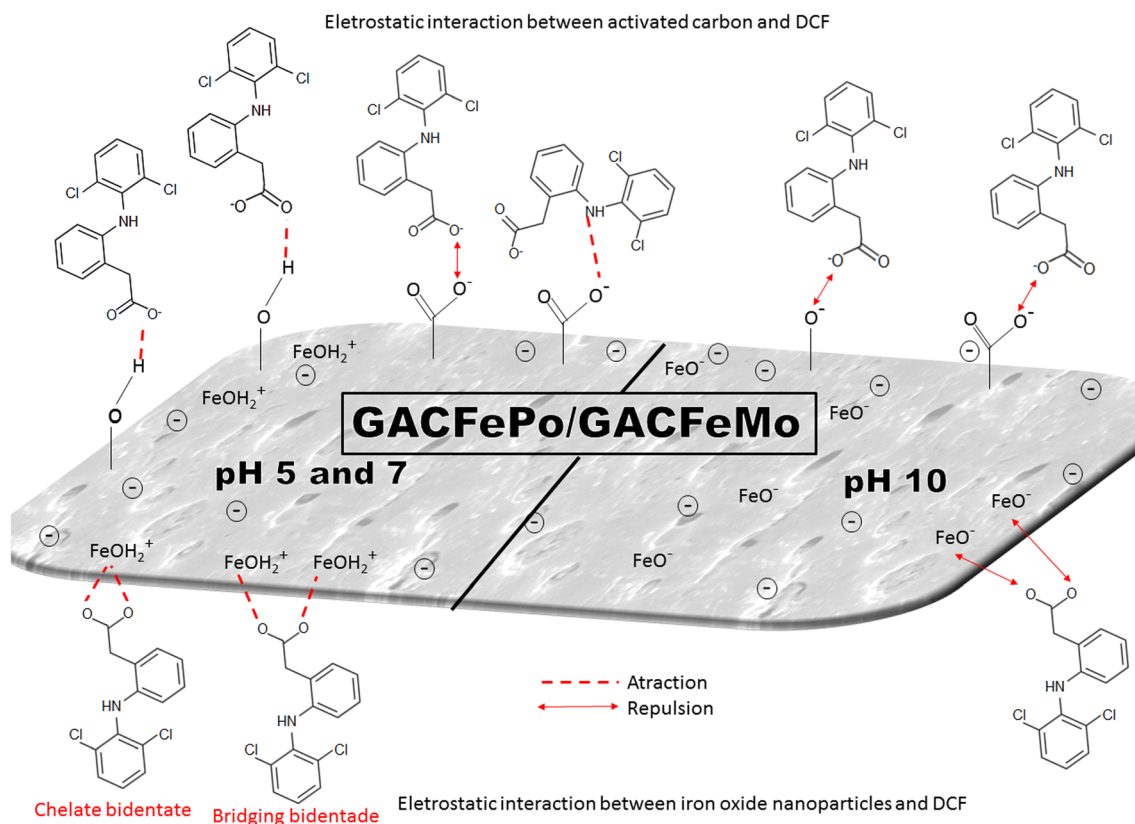 Eletrostatic interaction between activated carbon and DCF
Cl
Cl
NH
-O
O
H
O
Cl
Cl
NH
O
O-
H
O
Cl
Cl
NH
O
O-
O
O-
Cl
NH
Cl
O
O-
O
O-
Cl
Cl
NH
-O
O
O-
Cl
Cl
NH
-O
O
O
O-
FeOH₂⁺
FeOH₂⁺
FeO⁻
FeO⁻
GACFePo/GACFeMo
pH 5 and 7
pH 10
FeO⁻
FeO⁻
FeO⁻
FeO⁻
FeOH₂⁺
FeOH₂⁺
FeOH₂⁺
O
O
HN
Cl
Cl
O
O
HN
Cl
Cl
O
O
HN
Cl
Cl
Atraction
Repulsion
Chelate bidentate
Bridging bidentade
Eletrostatic interaction between iron oxide nanoparticles and DCF